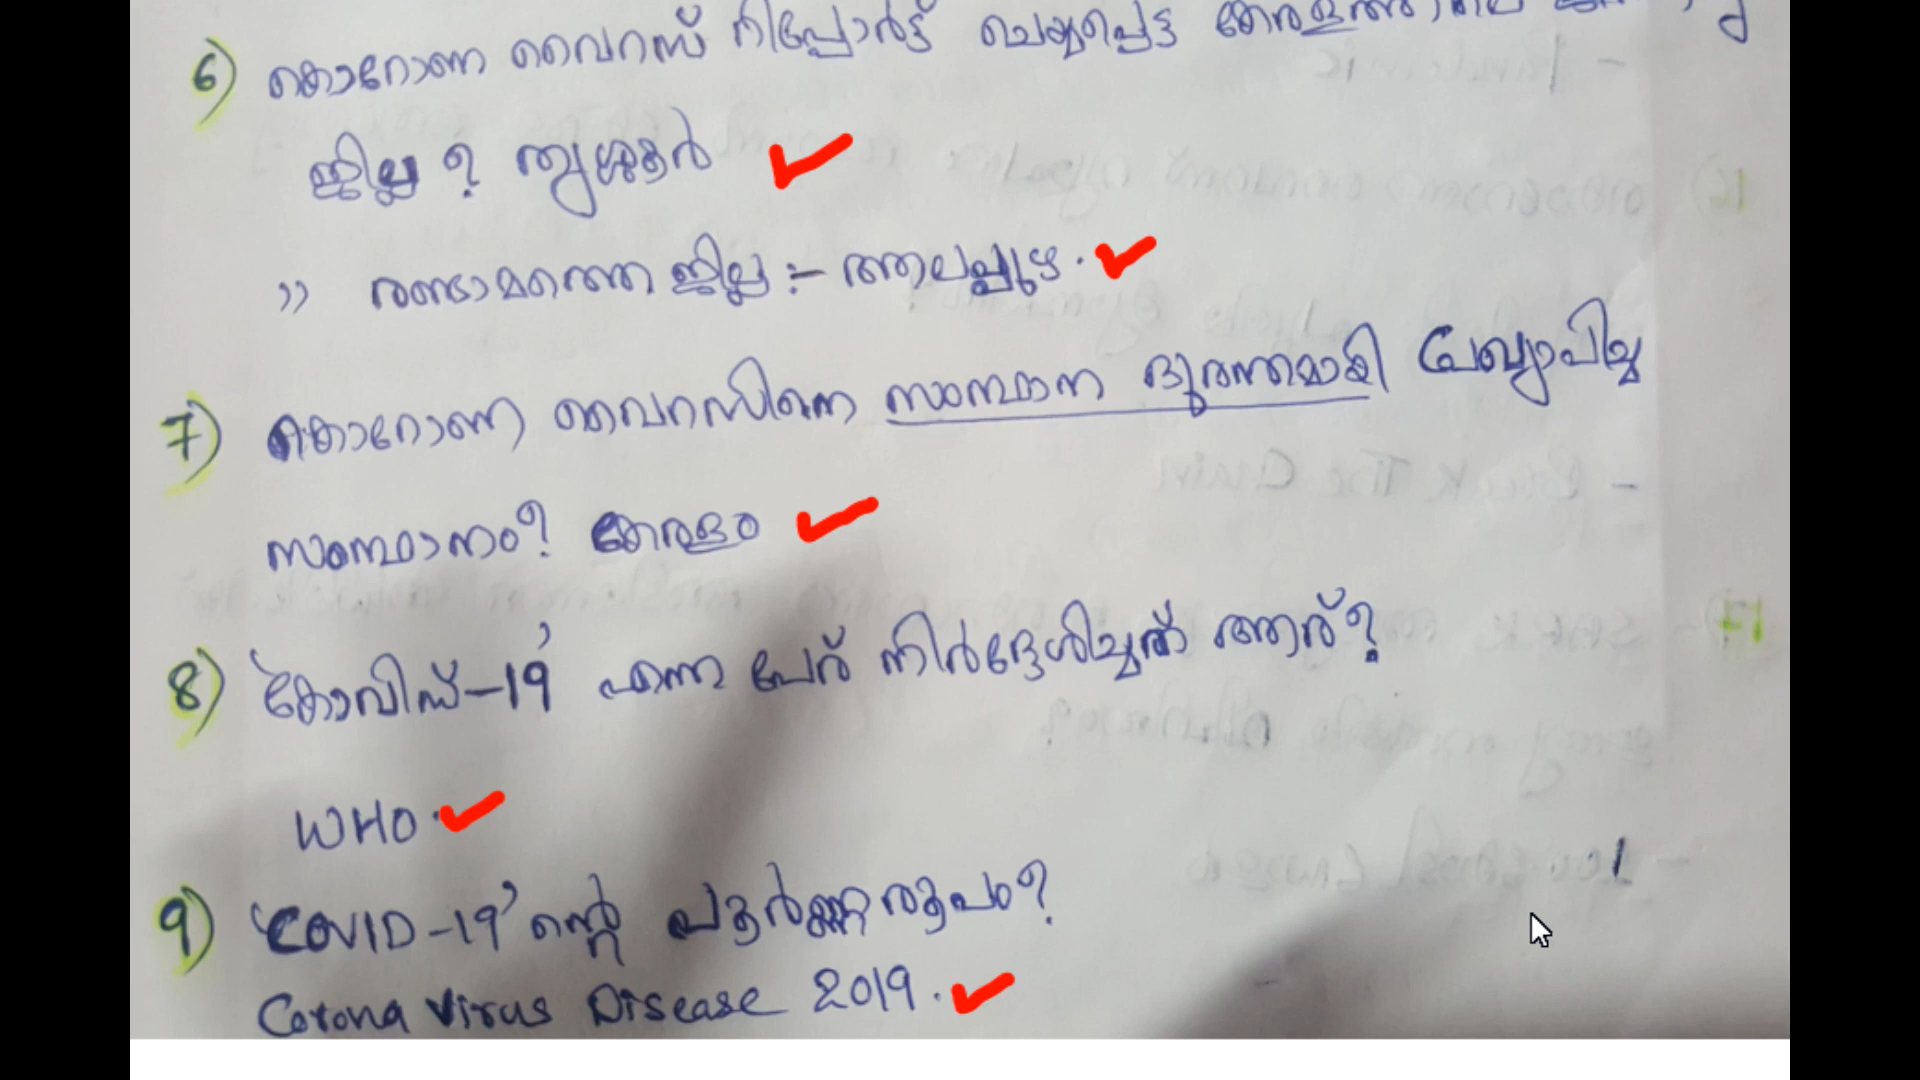 6) കൊറോണ വൈറസ് റിപ്പോർട്ട് ചെയ്യപ്പെട്ട കേരളത്തിലെ
ജില്ല ? തൃശൂർ
” രണ്ടാമത്തെ ജില്ല :- ആലപ്പുഴ.
7) കൊറോണ വൈറസിനെ സംസ്ഥാന ദുരന്തമായി പ്രഖ്യാപിച്ച
സംസ്ഥാനം? കേരളം
8) ‘കോവിഡ്-19’ എന്ന പേര് നിർദ്ദേശിച്ചത് ആര്?
WHO.
9) ‘COVID-19’ ന്റെ പൂർണ്ണരൂപം?
Corona Virus Disease 2019.